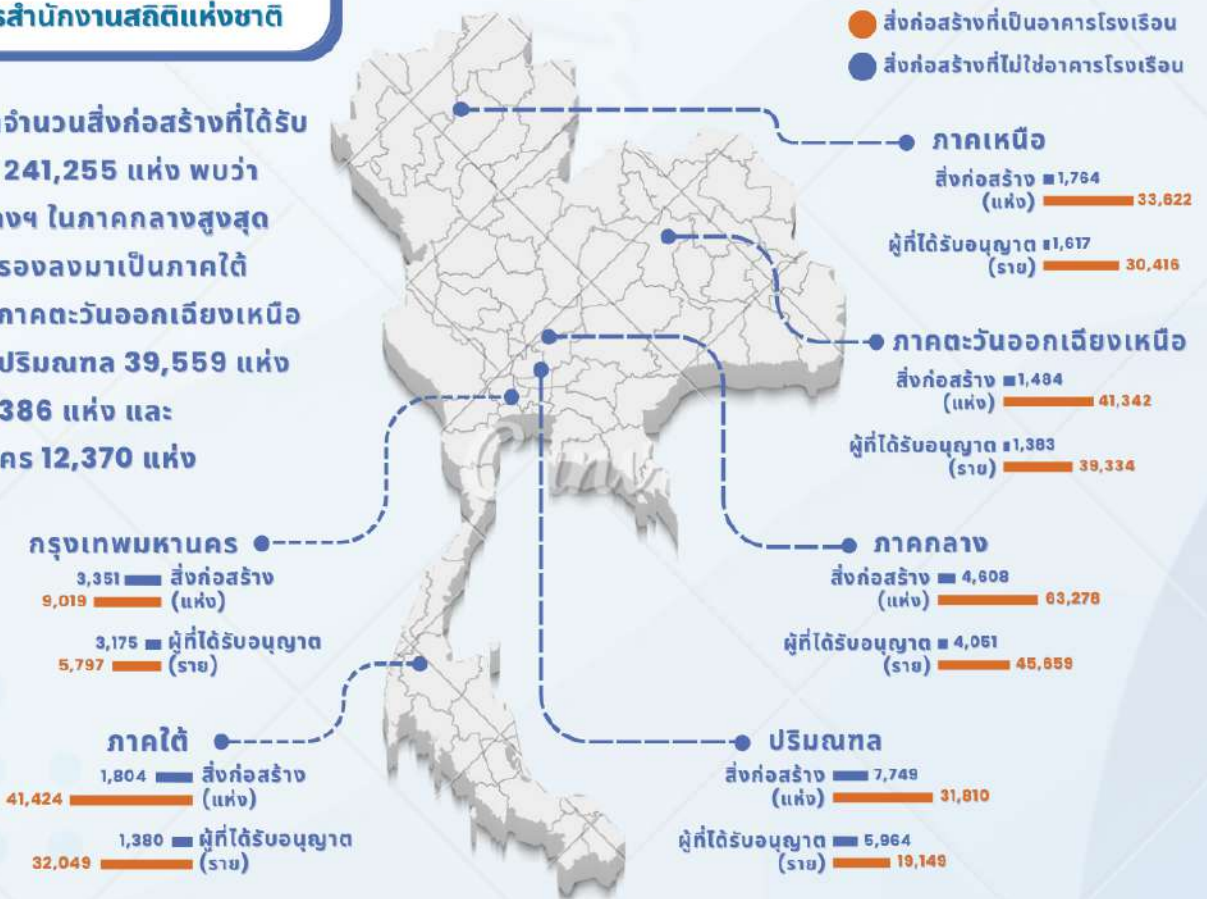 รสำนักงานสถิติแห่งชาติ
สิ่งก่อสร้างที่เป็นอาคารโรงเรือน
สิ่งก่อสร้างที่ไม่ใช่อาคารโรงเรือน
จำนวนสิ่งก่อสร้างที่ได้รับ
241,255 แห่ง พบว่า
างฯ ในภาคกลางสูงสุด
รองลงมาเป็นภาคใต้
ภาคตะวันออกเฉียงเหนือ
ปริมณฑล 39,559 แห่ง
386 แห่ง และ
คร 12,370 แห่ง
ภาคเหนือ
สิ่งก่อสร้าง 1,764
(แห่ง) 33,622
ผู้ที่ได้รับอนุญาต 1,617
(ราย) 30,416
ภาคตะวันออกเฉียงเหนือ
สิ่งก่อสร้าง 1,484
(แห่ง) 41,342
ผู้ที่ได้รับอนุญาต 1,383
(ราย) 39,334
กรุงเทพมหานคร
3,351 สิ่งก่อสร้าง
9,019 (แห่ง)
3,175 ผู้ที่ได้รับอนุญาต
5,797 (ราย)
ภาคกลาง
สิ่งก่อสร้าง 4,608
(แห่ง) 63,278
ผู้ที่ได้รับอนุญาต 4,051
(ราย) 45,659
ภาคใต้
1,804 สิ่งก่อสร้าง
41,424 (แห่ง)
1,380 ผู้ที่ได้รับอนุญาต
32,049 (ราย)
ปริมณฑล
สิ่งก่อสร้าง 7,749
(แห่ง) 31,810
ผู้ที่ได้รับอนุญาต 5,964
(ราย) 19,149